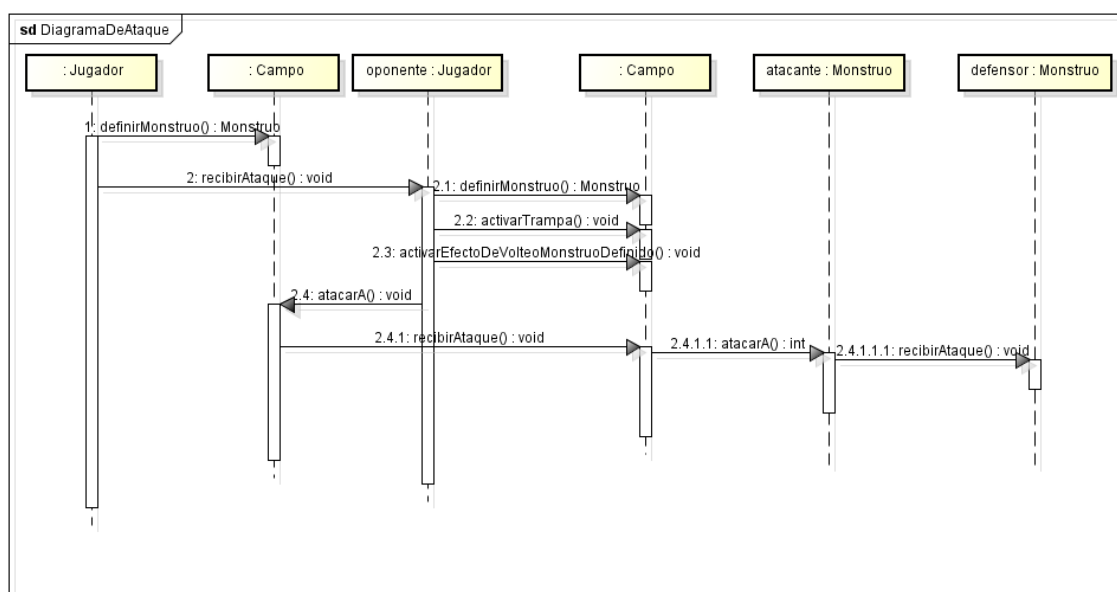 sd DiagramaDeAtaque
: Jugador
: Campo
oponente : Jugador
: Campo
atacante : Monstruo
defensor : Monstruo
1: definirMonstruo() : Monstruo
2: recibirAtaque() : void
2.1: definirMonstruo() : Monstruo
2.2: activarTrampa() : void
2.3: activarEfectoDeVolteoMonstruoDefinido() : void
2.4: atacarA() : void
2.4.1: recibirAtaque() : void
2.4.1.1: atacarA() : int
2.4.1.1.1: recibirAtaque() : void